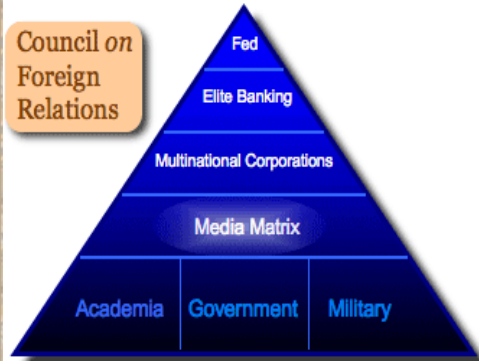 Council on
Foreign
Relations
Fed
Elite Banking
Multinational Corporations
Media Matrix
Academia Government Military